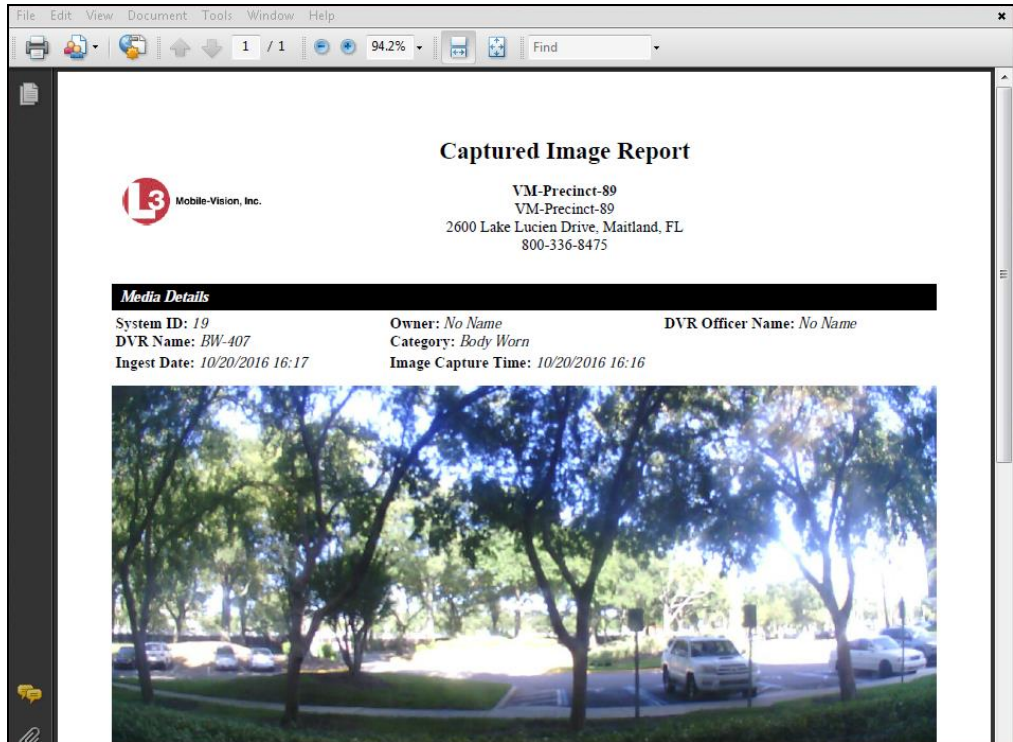 File Edit View Document Tools Window Help
1 / 1 94.2% Find
Captured Image Report
L3 Mobile-Vision, Inc.
VM-Precinct-89
VM-Precinct-89
2600 Lake Lucien Drive, Maitland, FL
800-336-8475
Media Details
System ID: 19 Owner: No Name DVR Officer Name: No Name
DVR Name: BW-407 Category: Body Worn
Ingest Date: 10/20/2016 16:17 Image Capture Time: 10/20/2016 16:16